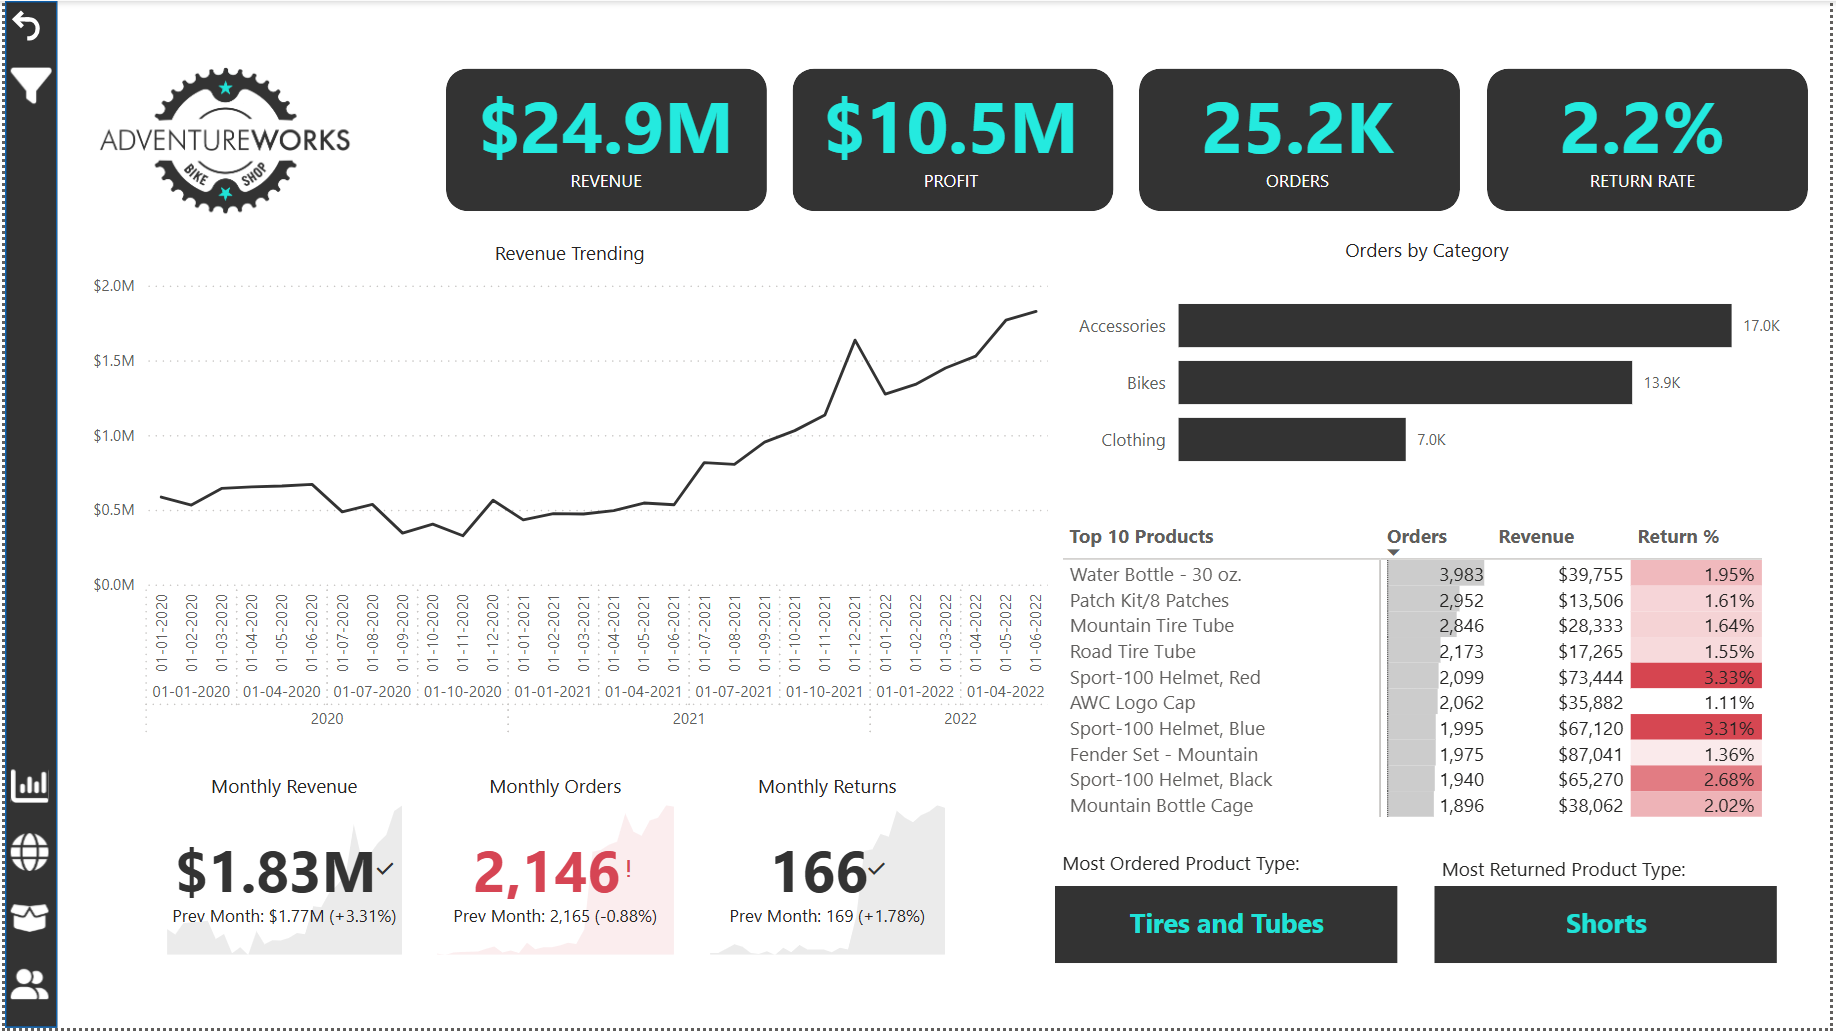 ADVENTUREWORKS
BIKE SHOP
$24.9M
REVENUE
$10.5M
PROFIT
25.2K
ORDERS
2.2%
RETURN RATE
Revenue Trending
$2.0M
$1.5M
$1.0M
$0.5M
$0.0M
01-01-2020
01-02-2020
01-03-2020
01-04-2020
01-05-2020
01-06-2020
01-07-2020
01-08-2020
01-09-2020
01-10-2020
01-11-2020
01-12-2020
01-01-2021
01-02-2021
01-03-2021
01-04-2021
01-05-2021
01-06-2021
01-07-2021
01-08-2021
01-09-2021
01-10-2021
01-11-2021
01-12-2021
01-01-2022
01-02-2022
01-03-2022
01-04-2022
01-05-2022
01-06-2022
01-01-2020 01-04-2020 01-07-2020 01-10-2020 01-01-2021 01-04-2021 01-07-2021 01-10-2021 01-01-2022 01-04-2022
2020 2021 2022
Orders by Category
Accessories 17.0K
Bikes 13.9K
Clothing 7.0K
Top 10 Products Orders Revenue Return %
Water Bottle - 30 oz. 3,983 $39,755 1.95%
Patch Kit/8 Patches 2,952 $13,506 1.61%
Mountain Tire Tube 2,846 $28,333 1.64%
Road Tire Tube 2,173 $17,265 1.55%
Sport-100 Helmet, Red 2,099 $73,444 3.33%
AWC Logo Cap 2,062 $35,882 1.11%
Sport-100 Helmet, Blue 1,995 $67,120 3.31%
Fender Set - Mountain 1,975 $87,041 1.36%
Sport-100 Helmet, Black 1,940 $65,270 2.68%
Mountain Bottle Cage 1,896 $38,062 2.02%
Monthly Revenue
$1.83M
Prev Month: $1.77M (+3.31%)
Monthly Orders
2,146!
Prev Month: 2,165 (-0.88%)
Monthly Returns
166
Prev Month: 169 (+1.78%)
Most Ordered Product Type:
Tires and Tubes
Most Returned Product Type:
Shorts